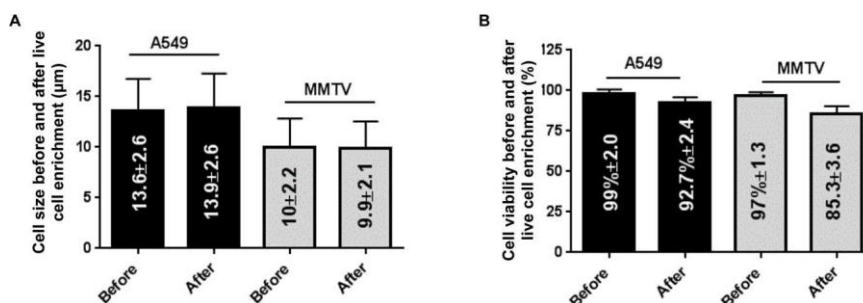 A
Cell size before and after live
cell enrichment (μm)
20
15
10
5
0
A549
MMTV
13.6±2.6
13.9±2.6
10±2.2
9.9±2.1
Before
After
Before
After
B
Cell viability before and after
live cell enrichment (%)
125
100
75
50
25
0
A549
MMTV
99%±2.0
92.7%±2.4
97%±1.3
85.3±3.6
Before
After
Before
After